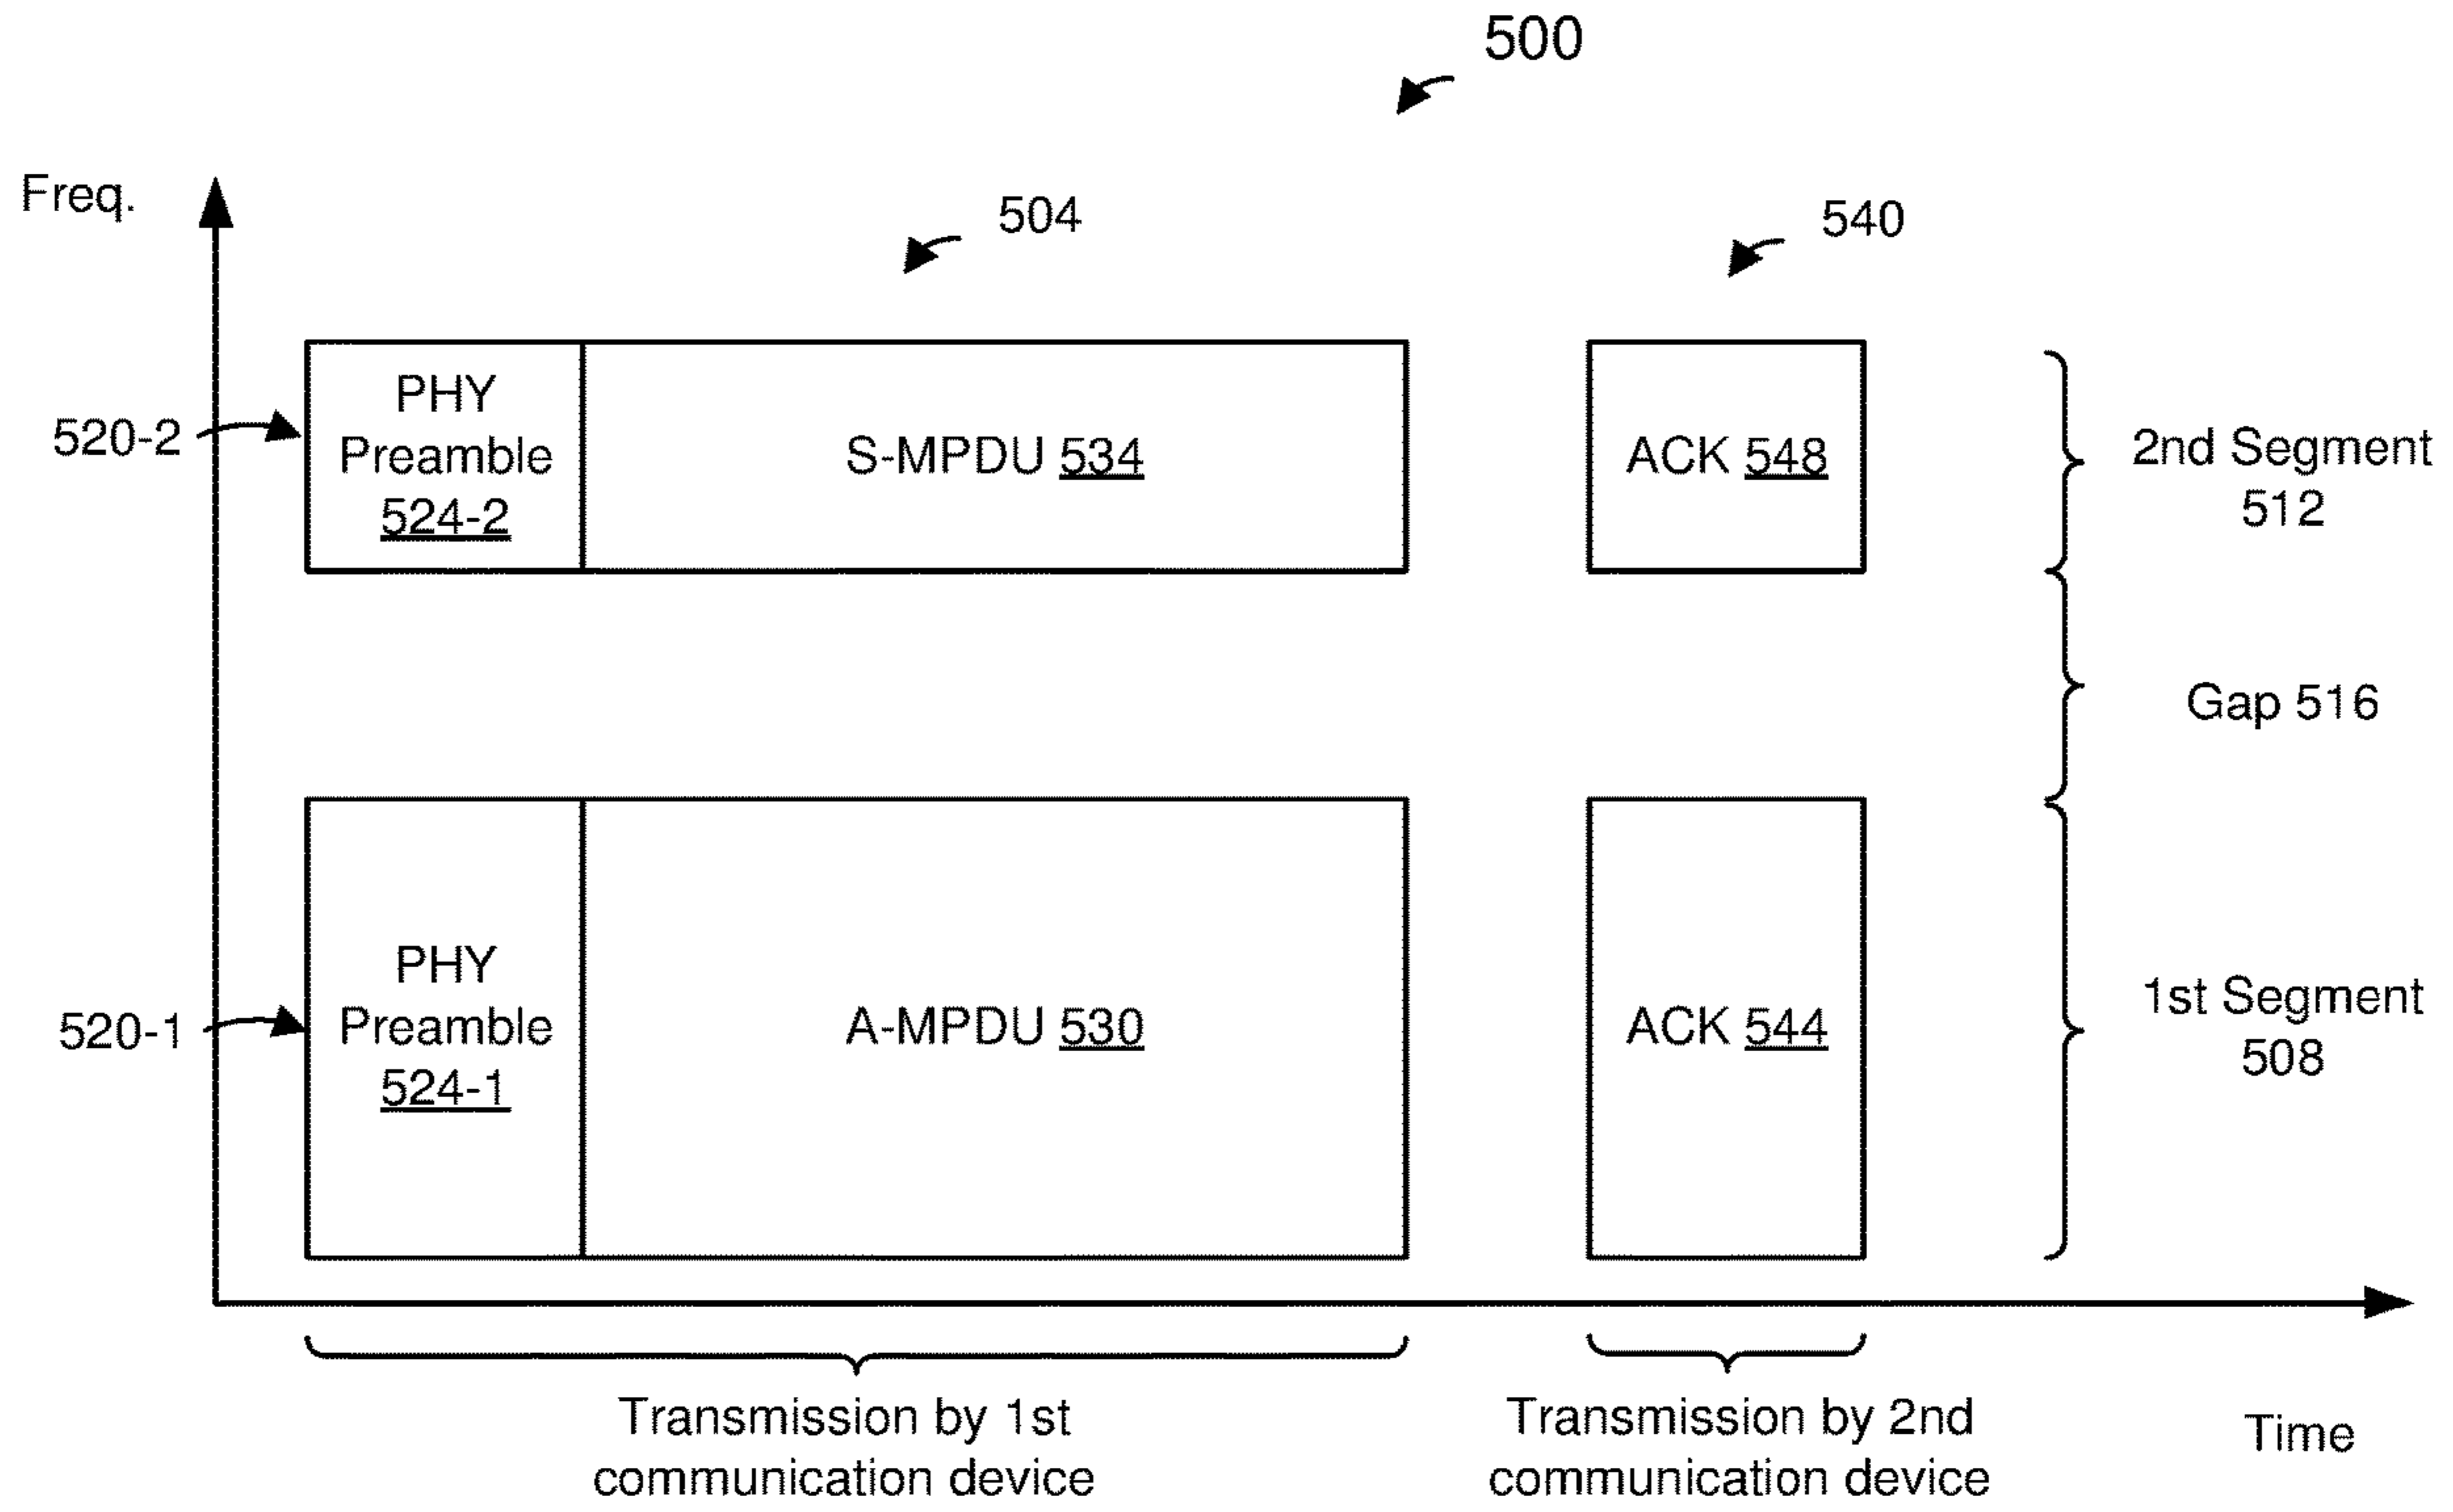 500
Freq.
504
540
520-2
PHY
Preamble
524-2
S-MPDU 534
ACK 548
2nd Segment
512
Gap 516
520-1
PHY
Preamble
524-1
A-MPDU 530
ACK 544
1st Segment
508
Transmission by 1st
communication device
Transmission by 2nd
communication device
Time